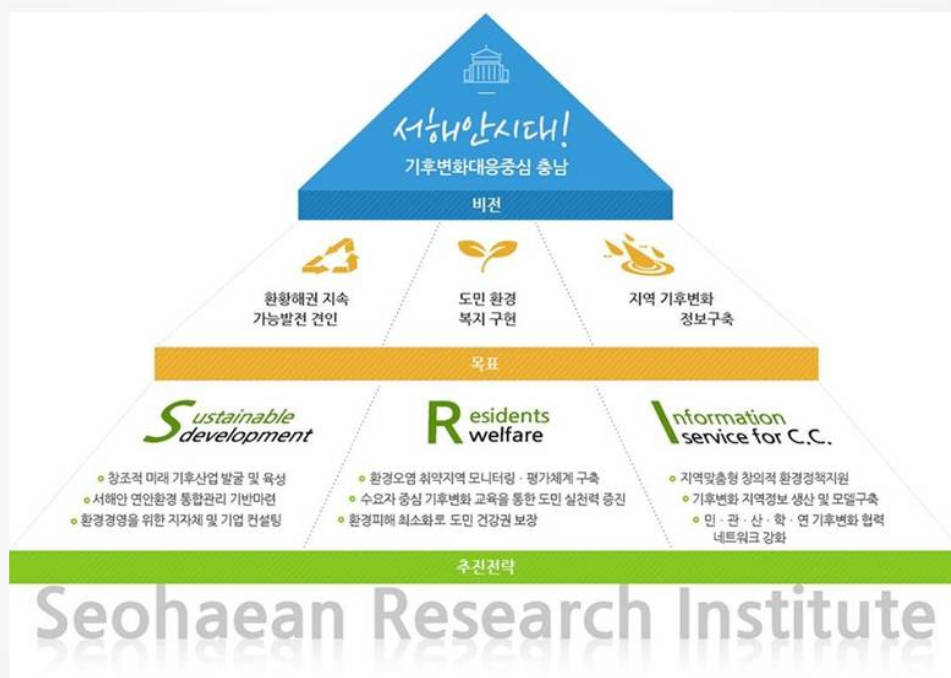 서해안시대!
기후변화대응중심 충남
비전
환황해권 지속
가능발전 견인
도민 환경
복지 구현
지역 기후변화
정보구축
목표
Sustainable
development
Residents
welfare
Information
service for C.C.
창조적 미래 기후산업 발굴 및 육성
서해안 연안환경 통합관리 기반마련
환경경영을 위한 지자체 및 기업 컨설팅
환경오염 취약지역 모니터링 · 평가체계 구축
수요자 중심 기후변화 교육을 통한 도민 실천력 증진
환경피해 최소화로 도민 건강권 보장
지역맞춤형 창의적 환경정책지원
기후변화 지역정보 생산 및 모델구축
민 · 관 · 산 · 학 · 연 기후변화 협력
네트워크 강화
추진전략
Seohaean Research Institute